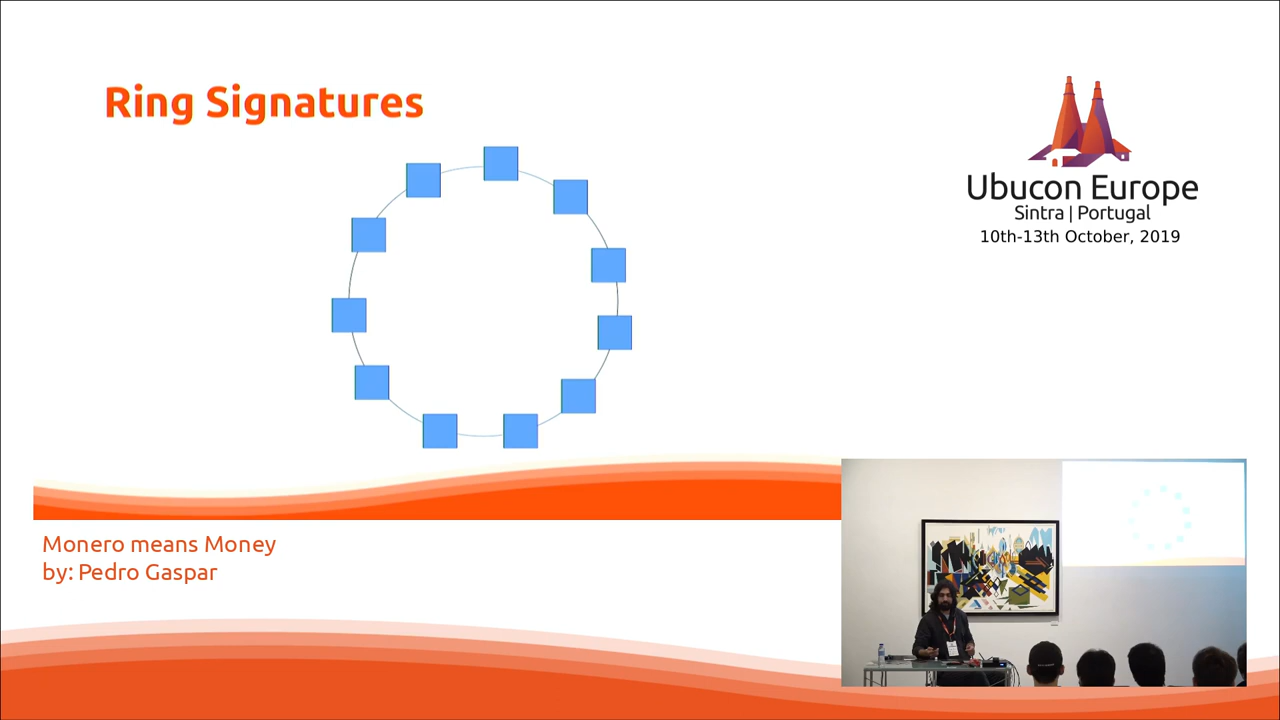 Ring Signatures
Ubucon Europe
Sintra | Portugal
10th-13th October, 2019
Monero means Money
by: Pedro Gaspar